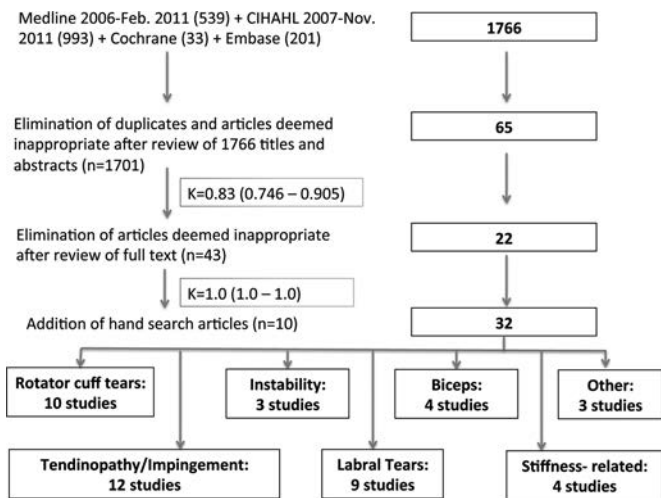 Medline 2006-Feb. 2011 (539) + CIHAHL 2007-Nov.
2011 (993) + Cochrane (33) + Embase (201)
1766
Elimination of duplicates and articles deemed
inappropriate after review of 1766 titles and
abstracts (n=1701)
65
K=0.83 (0.746 – 0.905)
Elimination of articles deemed inappropriate
after review of full text (n=43)
22
K=1.0 (1.0 – 1.0)
Addition of hand search articles (n=10)
32
Rotator cuff tears:
10 studies
Instability:
3 studies
Biceps:
4 studies
Other:
3 studies
Tendinopathy/Impingement:
12 studies
Labral Tears:
9 studies
Stiffness- related:
4 studies